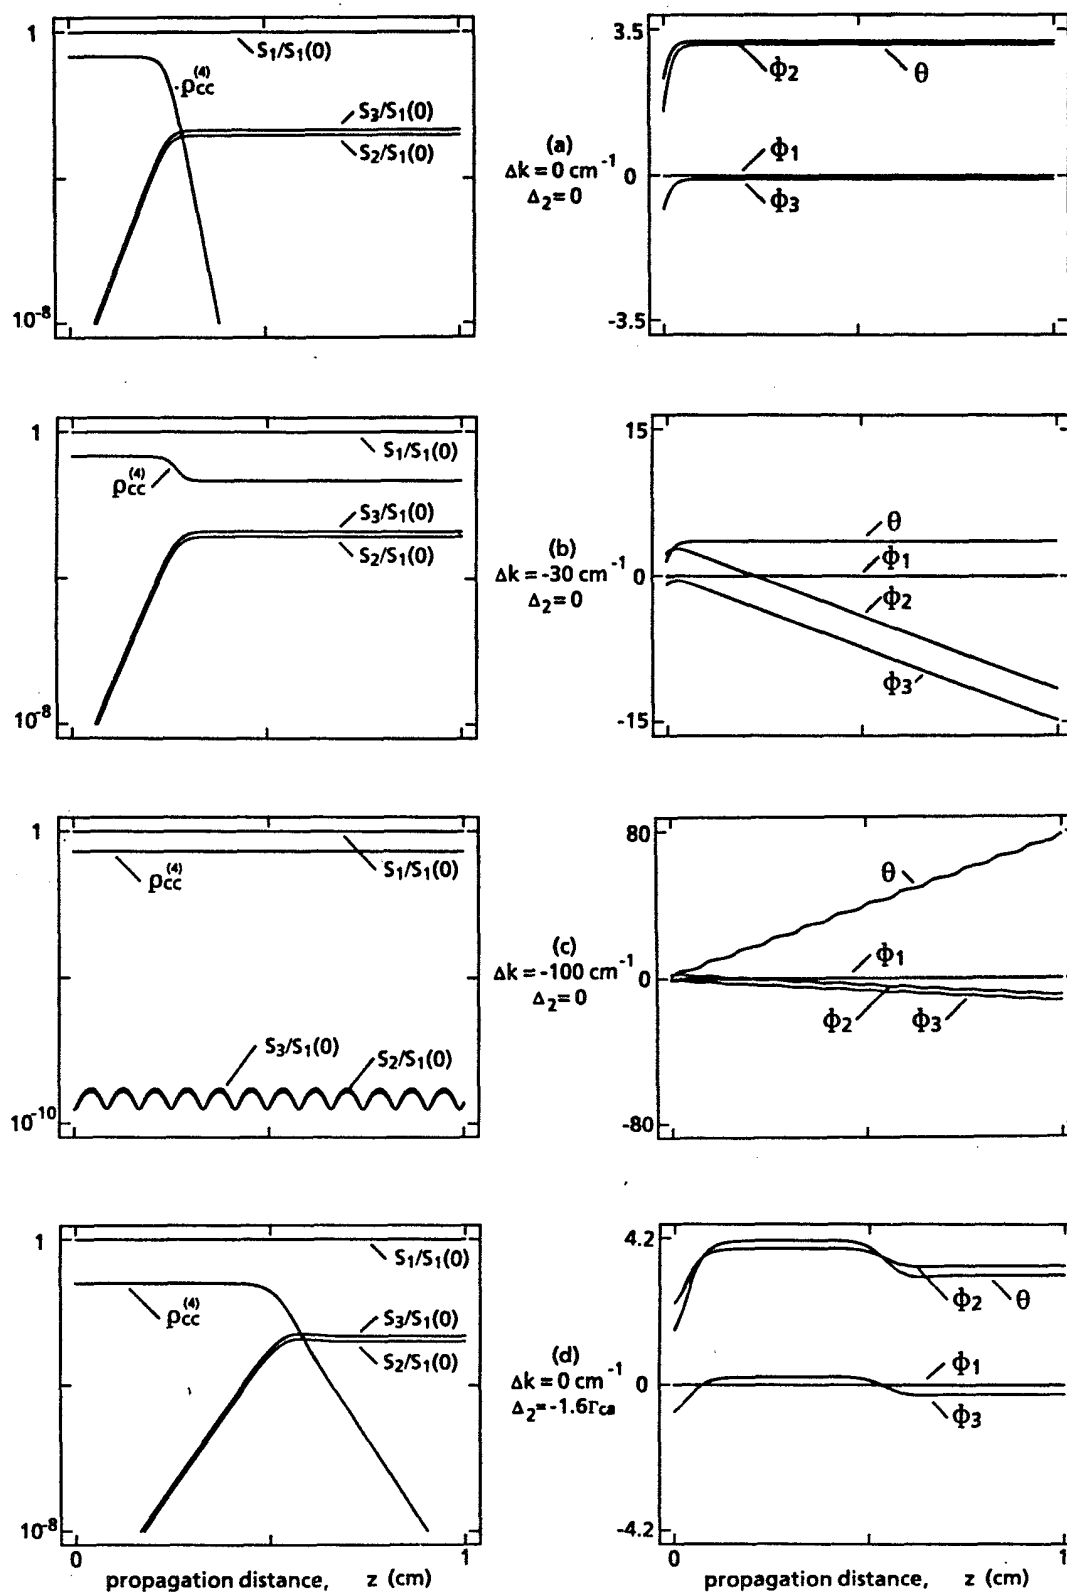 1
S1/S1(0)
ρcc(4)
S3/S1(0)
S2/S1(0)
10-8
(a)
Δk = 0 cm-1
Δ2 = 0
3.5
Φ2
θ
Φ1
0
Φ3
-3.5
1
S1/S1(0)
ρcc(4)
S3/S1(0)
S2/S1(0)
10-8
(b)
Δk = -30 cm-1
Δ2 = 0
15
θ
Φ1
0
Φ2
Φ3
-15
1
S1/S1(0)
ρcc(4)
S3/S1(0)
S2/S1(0)
10-10
(c)
Δk = -100 cm-1
Δ2 = 0
80
θ
Φ1
0
Φ2
Φ3
-80
1
S1/S1(0)
ρcc(4)
S3/S1(0)
S2/S1(0)
10-8
0
1
propagation distance, z (cm)
(d)
Δk = 0 cm-1
Δ2 = -1.6Γca
4.2
Φ2
θ
Φ1
0
Φ3
-4.2
0
1
propagation distance, z (cm)